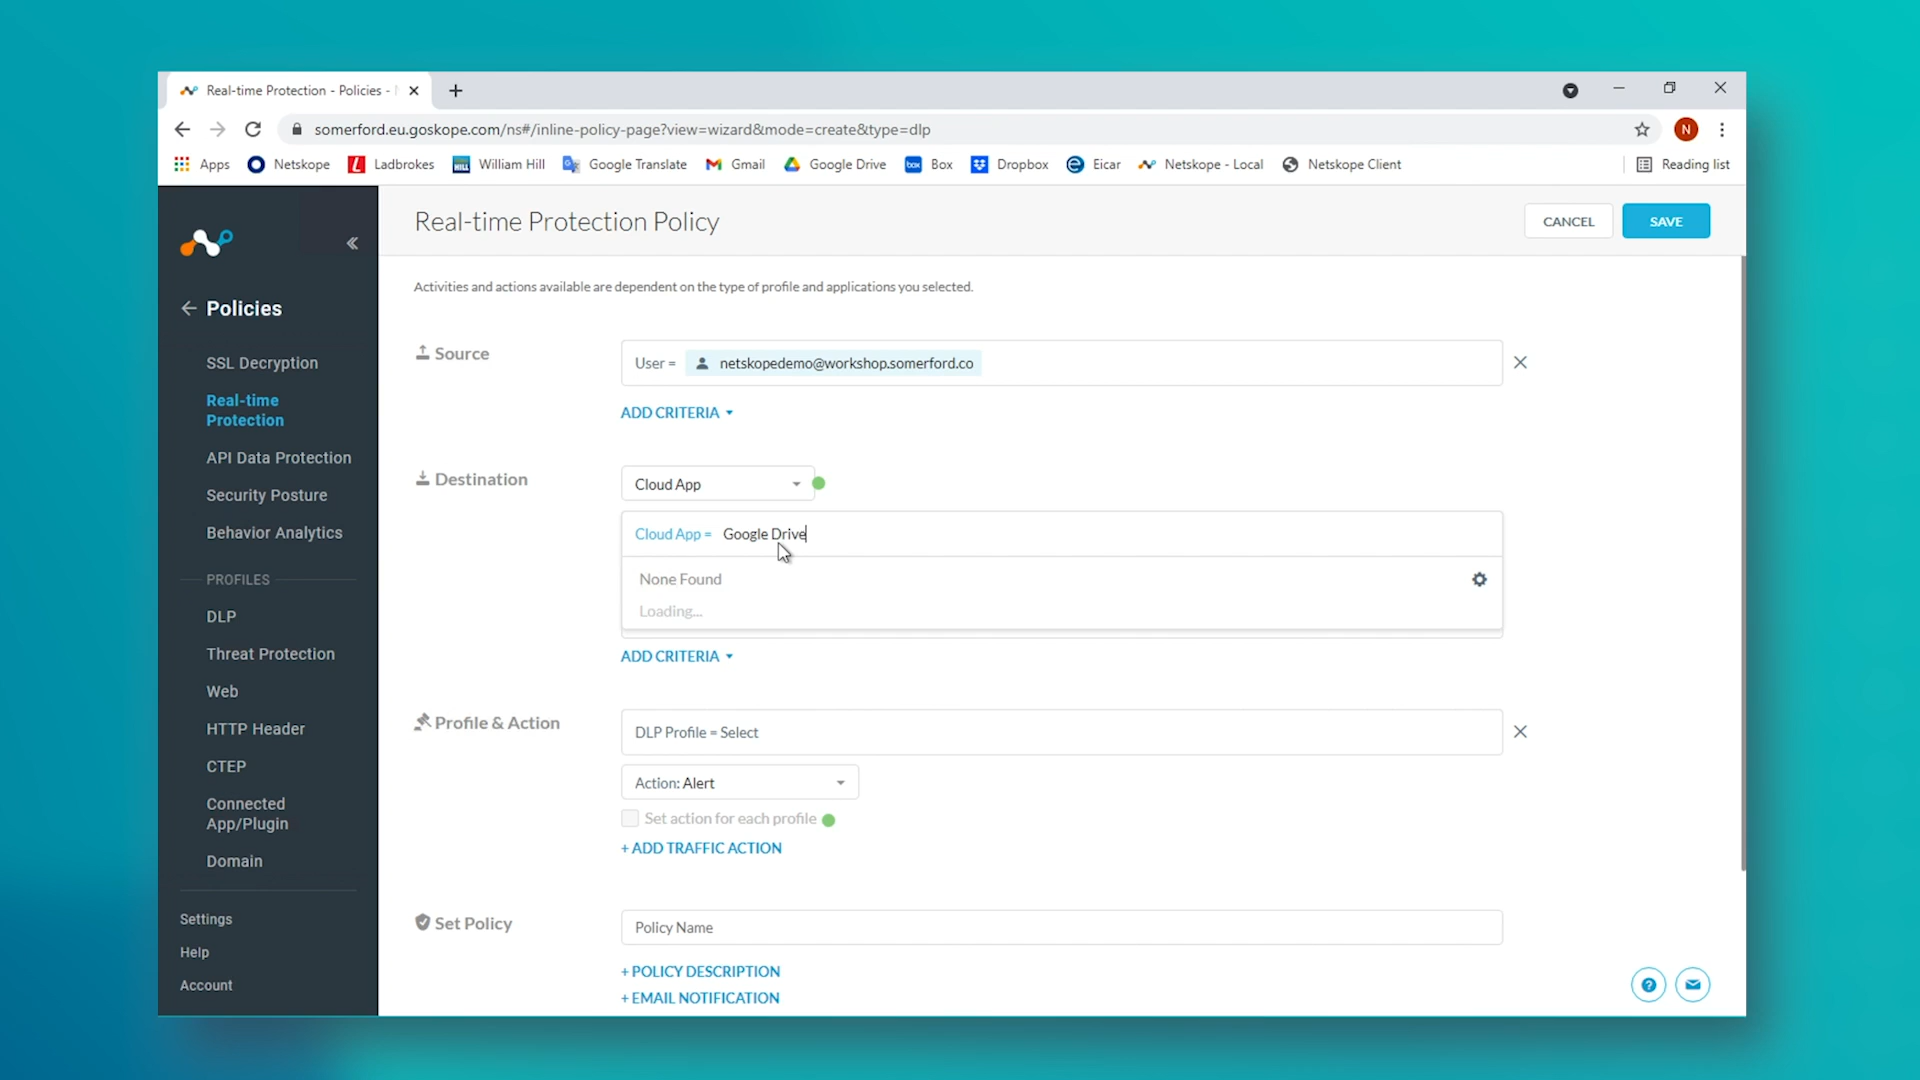 Real-time Protection - Policies -
somerford.eu.goskope.com/ns#/inline-policy-page?view=wizard&mode=create&type=dlp
N
Apps
Netskope
Ladbrokes
William Hill
Google Translate
Gmail
Google Drive
Box
Dropbox
Eicar
Netskope - Local
Netskope Client
Reading list
Real-time Protection Policy
CANCEL
SAVE
Policies
SSL Decryption
Real-time
Protection
API Data Protection
Security Posture
Behavior Analytics
PROFILES
DLP
Threat Protection
Web
HTTP Header
CTEP
Connected
App/Plugin
Domain
Settings
Help
Account
Activities and actions available are dependent on the type of profile and applications you selected.
Source
User = netskopedemo@workshop.somerford.co
ADD CRITERIA
Destination
Cloud App
Cloud App = Google Drive
None Found
Loading...
ADD CRITERIA
Profile & Action
DLP Profile = Select
Action: Alert
Set action for each profile
+ ADD TRAFFIC ACTION
Set Policy
Policy Name
+ POLICY DESCRIPTION
+ EMAIL NOTIFICATION